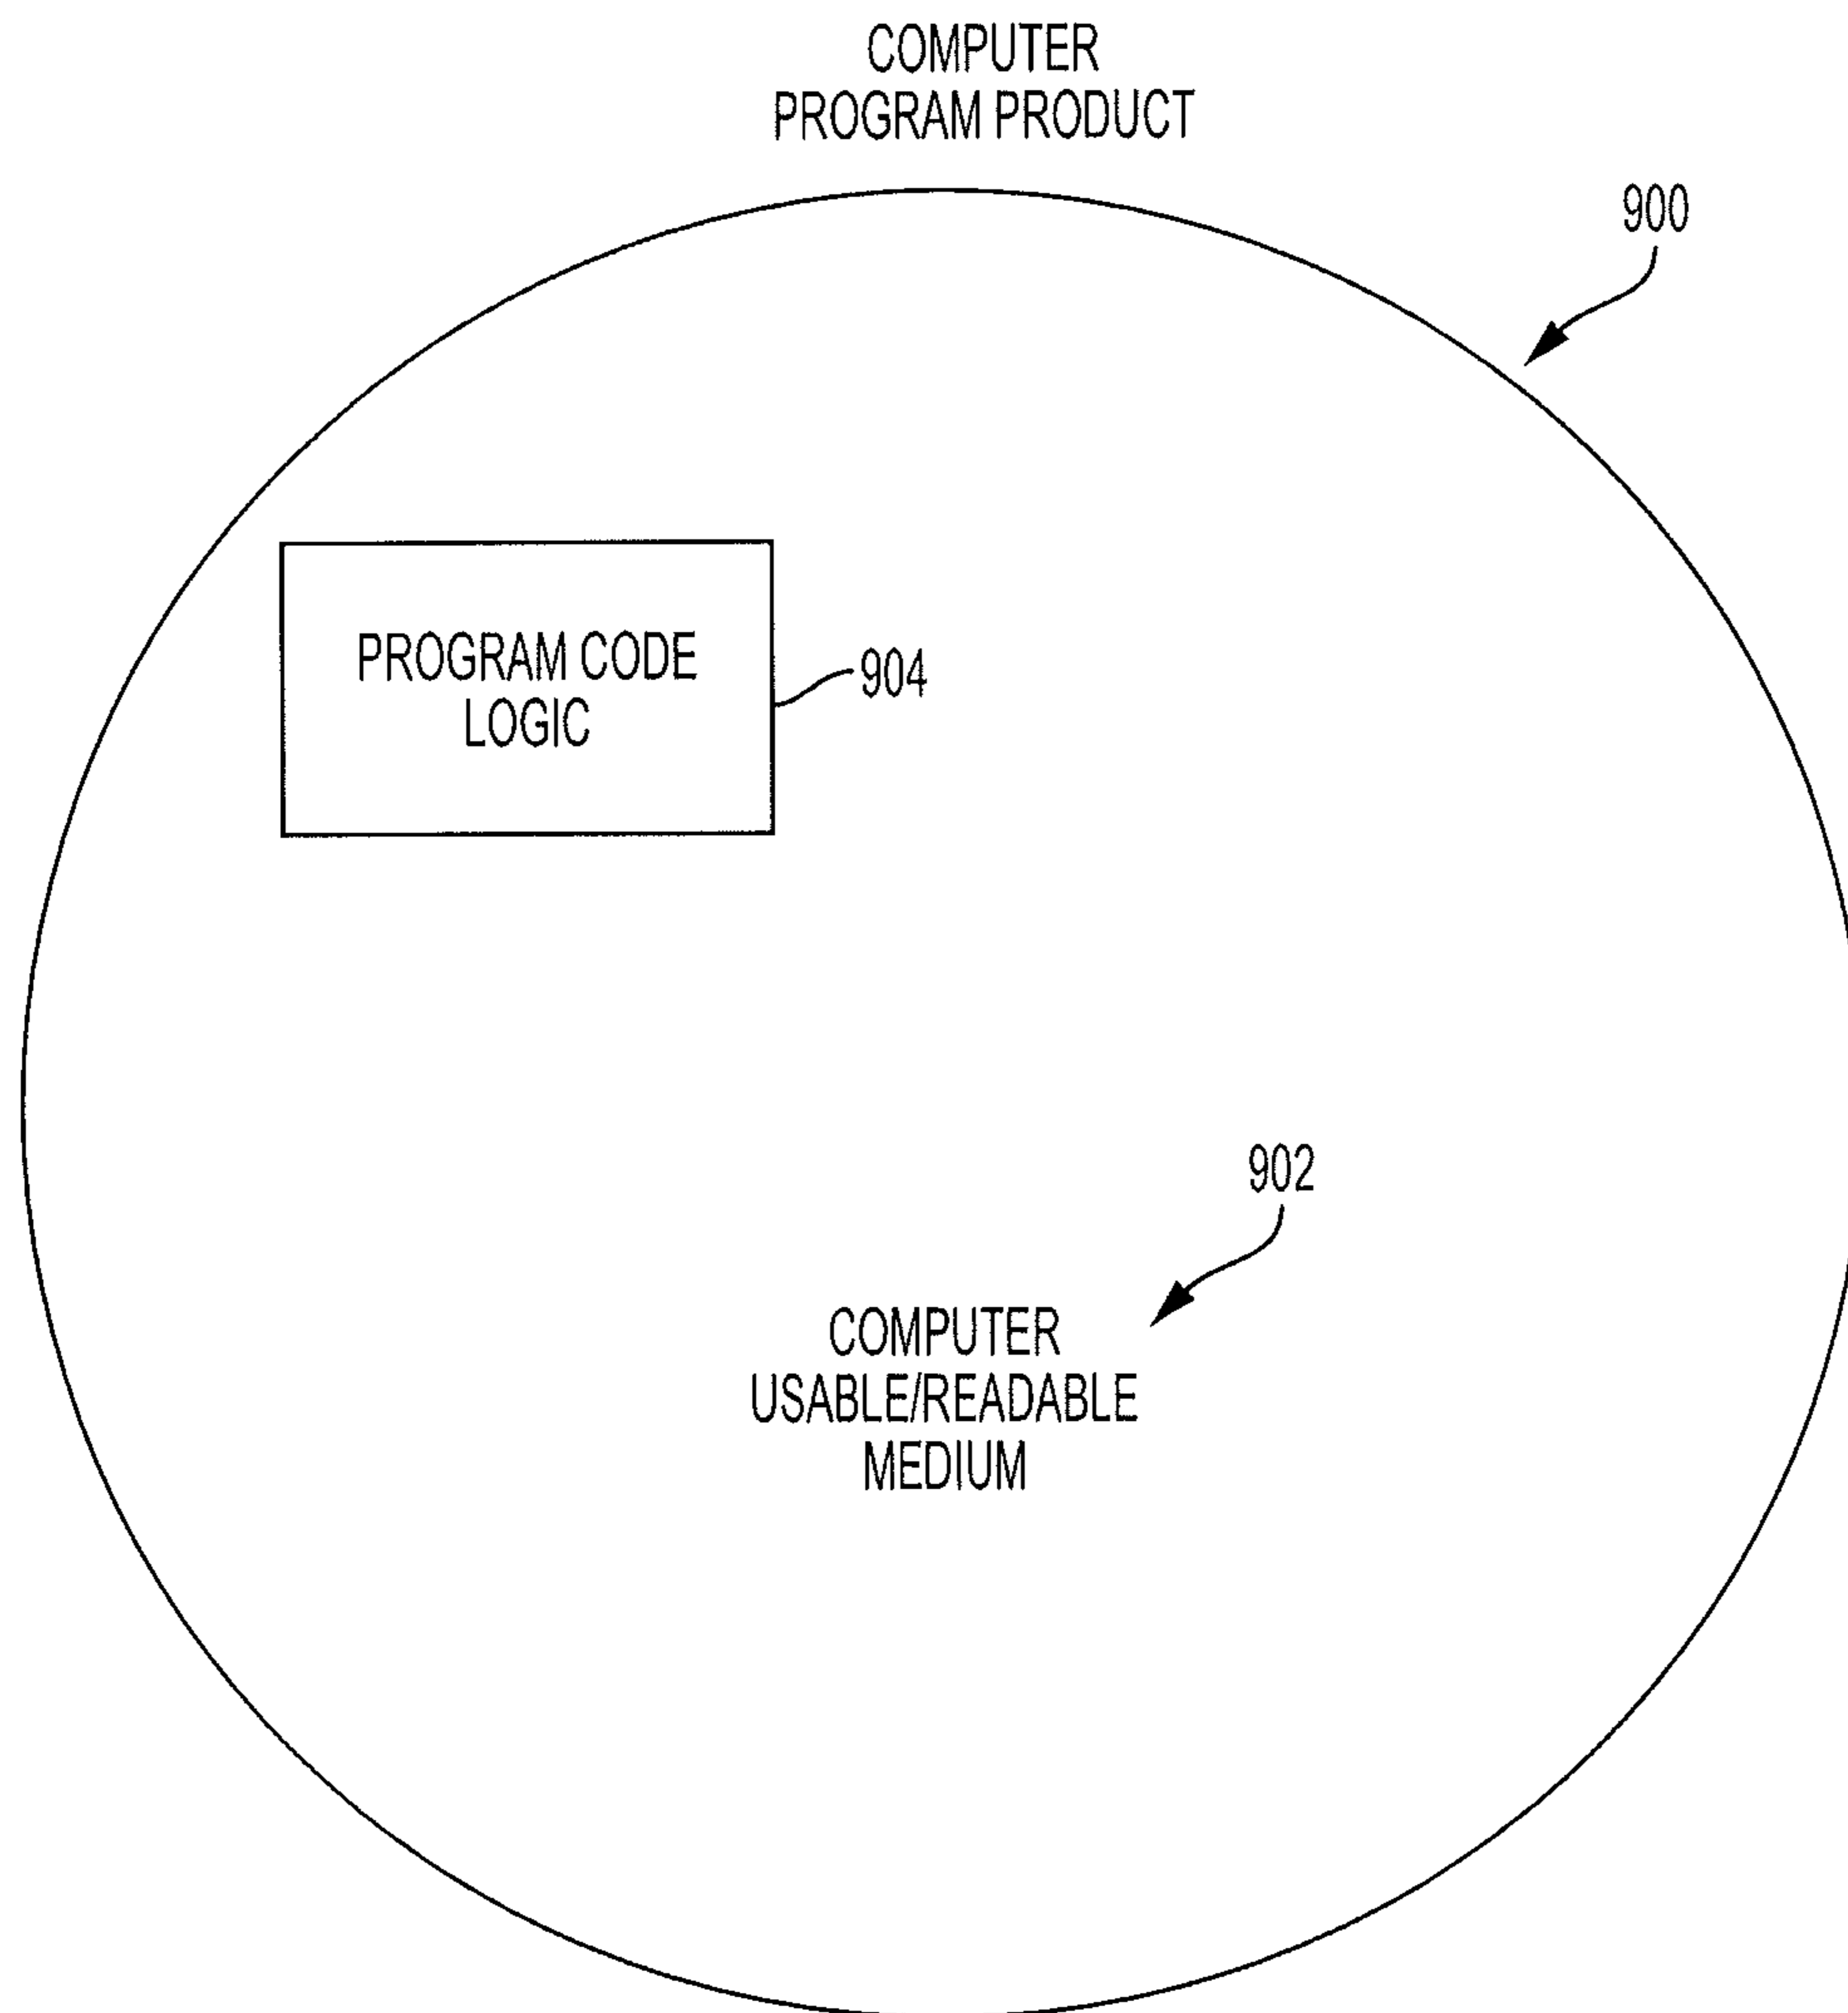 COMPUTER
PROGRAM PRODUCT
900
PROGRAM CODE
LOGIC
904
902
COMPUTER
USABLE/READABLE
MEDIUM